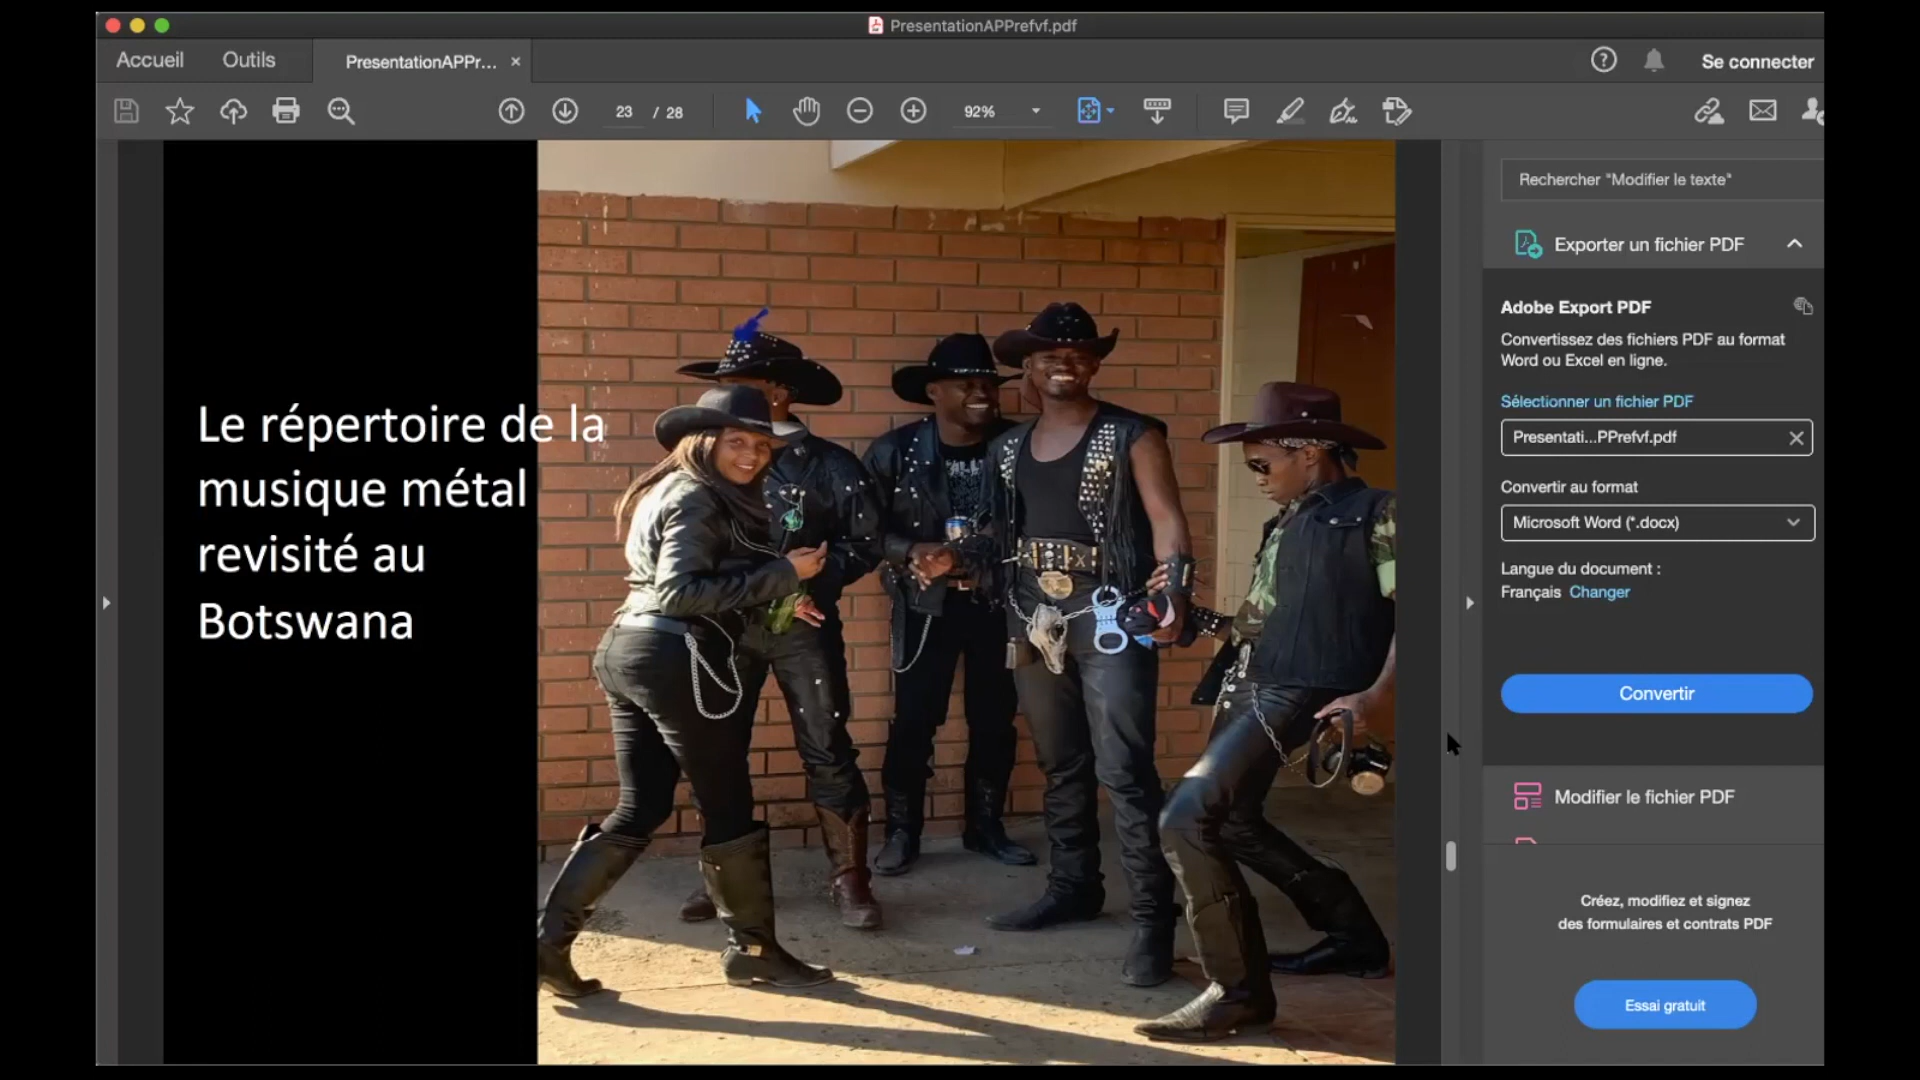 PresentationAPPrefvf.pdf
Accueil
Outils
PresentationAPPr...
Se connecter
23 / 28
92%
Le répertoire de la
musique métal
revisité au
Botswana
Rechercher "Modifier le texte"
Exporter un fichier PDF
Adobe Export PDF
Convertissez des fichiers PDF au format
Word ou Excel en ligne.
Sélectionner un fichier PDF
Presentati...PPrefvf.pdf
Convertir au format
Microsoft Word (*.docx)
Langue du document :
Français Changer
Convertir
Modifier le fichier PDF
Créez, modifiez et signez
des formulaires et contrats PDF
Essai gratuit